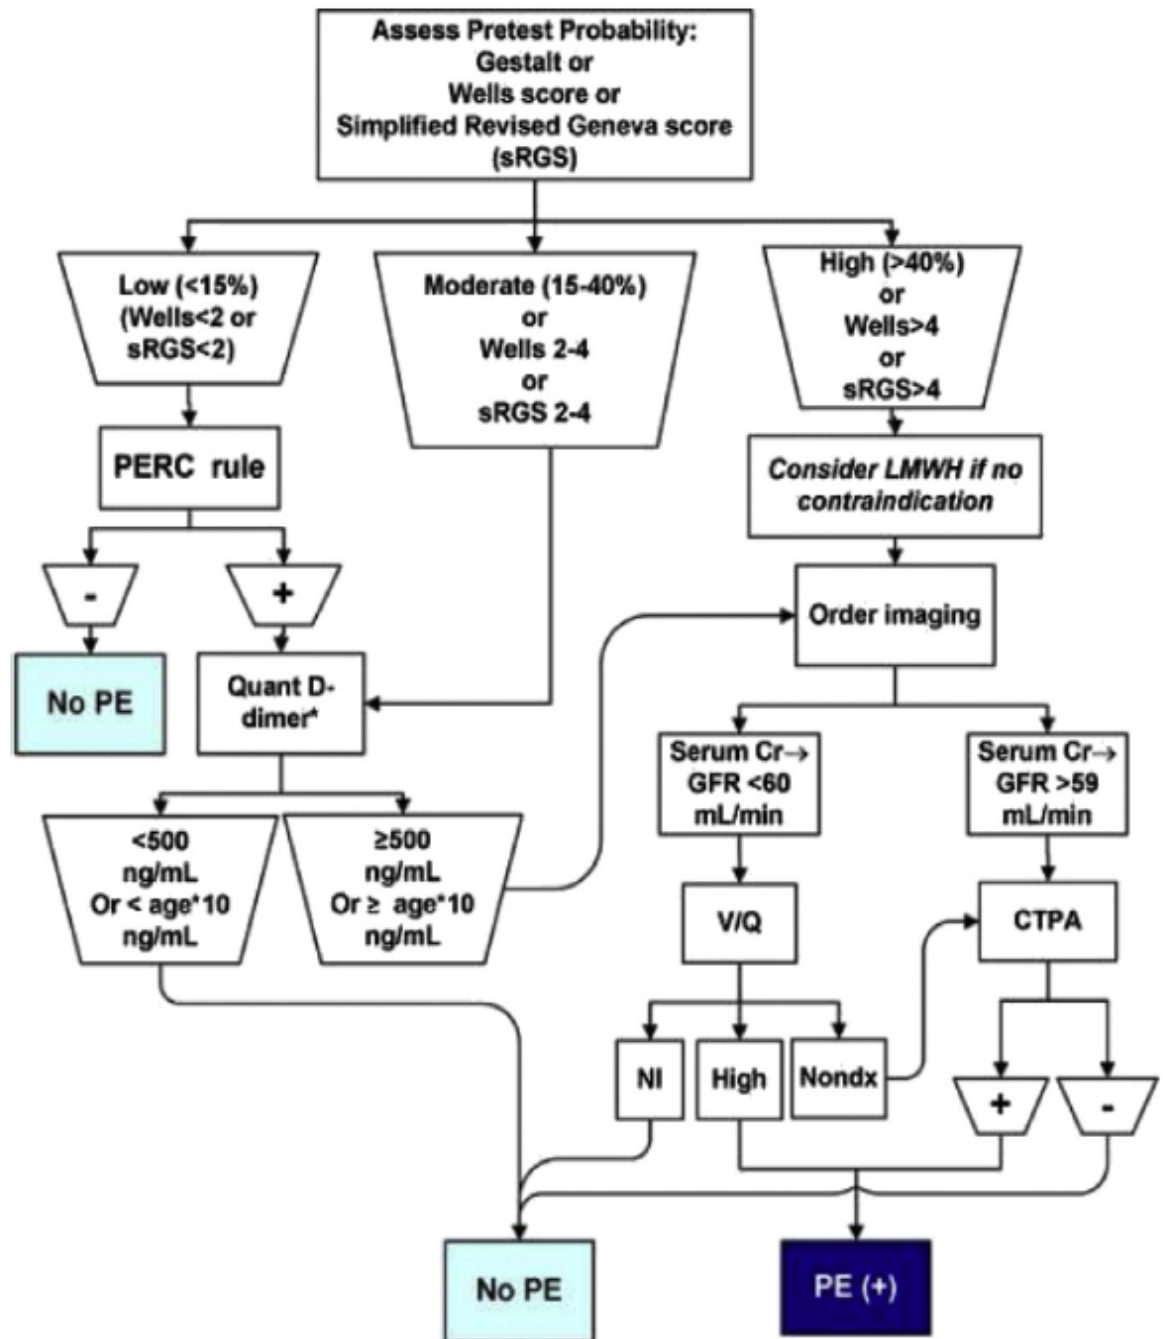 Assess Pretest Probability:
Gestalt or
Wells score or
Simplified Revised Geneva score
(sRGS)
Low (<15%)
(Wells<2 or
sRGS<2)
Moderate (15-40%)
or
Wells 2-4
or
sRGS 2-4
High (>40%)
or
Wells>4
or
sRGS>4
PERC rule
Consider LMWH if no
contraindication
-
+
Order imaging
No PE
Quant D-
dimer*
Serum Cr→
GFR <60
mL/min
Serum Cr→
GFR >59
mL/min
<500
ng/mL
Or < age*10
ng/mL
≥500
ng/mL
Or ≥ age*10
ng/mL
V/Q
CTPA
Nl
High
Nondx
+
-
No PE
PE (+)